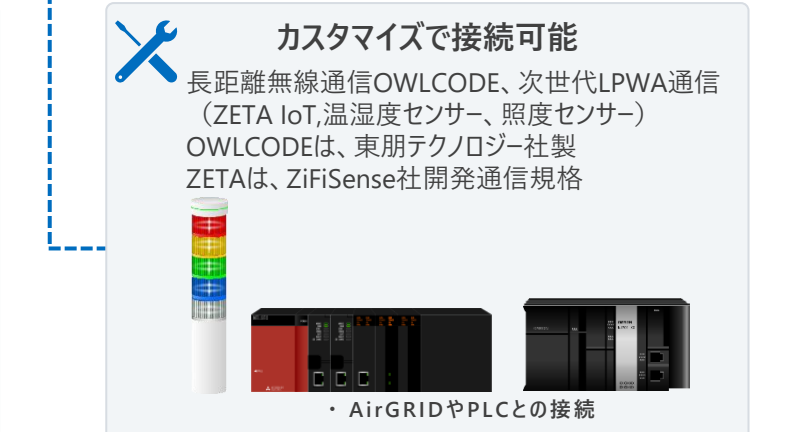 カスタマイズで接続可能
長距離無線通信OWLCODE、次世代LPWA通信
（ZETA IoT,温湿度センサー、照度センサー）
OWLCODEは、東朋テクノロジー社製
ZETAは、ZiFiSense社開発通信規格
・ AirGRIDやPLCとの接続